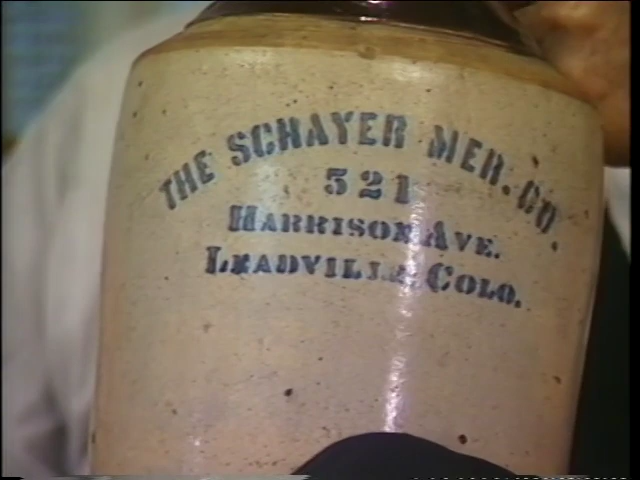 THE SCHAYER MER. CO.
521
HARRISON AVE.
LEADVILLE, COLO.